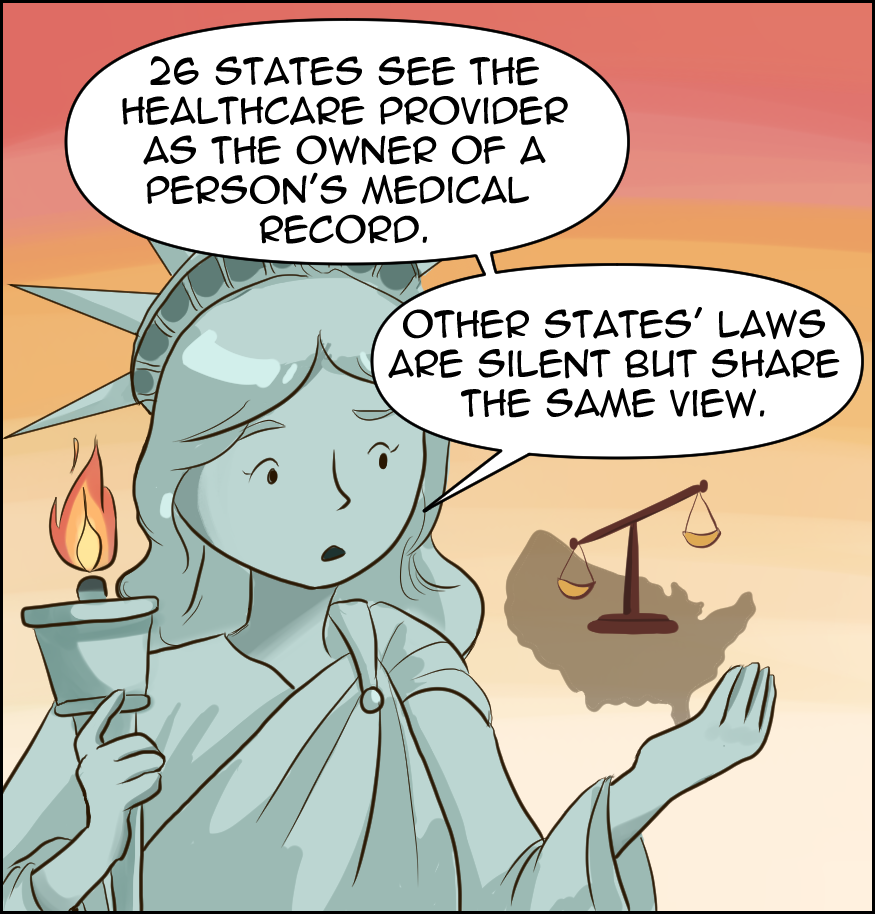 26 STATES SEE THE
HEALTHCARE PROVIDER
AS THE OWNER OF A
PERSON'S MEDICAL
RECORD.
OTHER STATES' LAWS
ARE SILENT BUT SHARE
THE SAME VIEW.